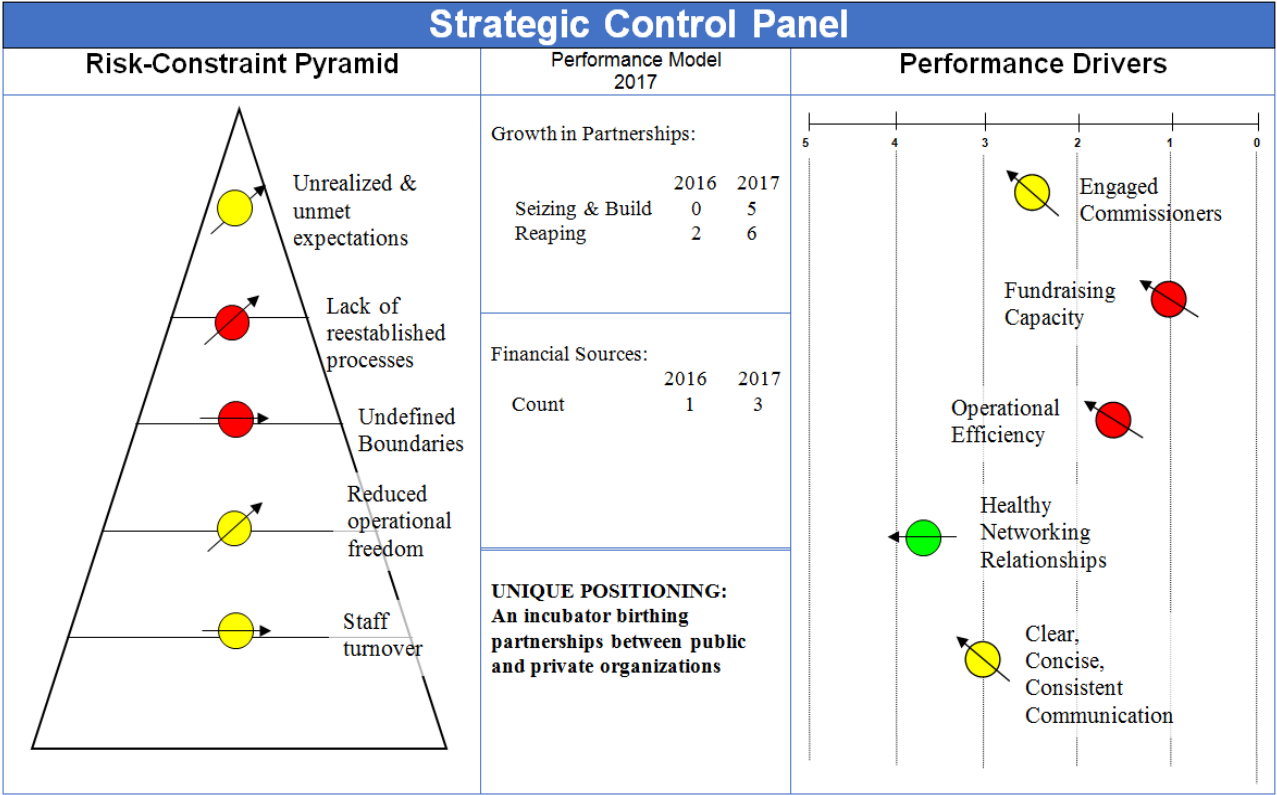 Strategic Control Panel
Risk-Constraint Pyramid
Unrealized &
unmet
expectations
Lack of
reestablished
processes
Undefined
Boundaries
Reduced
operational
freedom
Staff
turnover
Performance Model
2017
Growth in Partnerships:
2016 2017
Seizing & Build 0 5
Reaping 2 6
Financial Sources:
2016 2017
Count 1 3
UNIQUE POSITIONING:
An incubator birthing
partnerships between public
and private organizations
Performance Drivers
5 4 3 2 1 0
Engaged
Commissioners
Fundraising
Capacity
Operational
Efficiency
Healthy
Networking
Relationships
Clear,
Concise,
Consistent
Communication